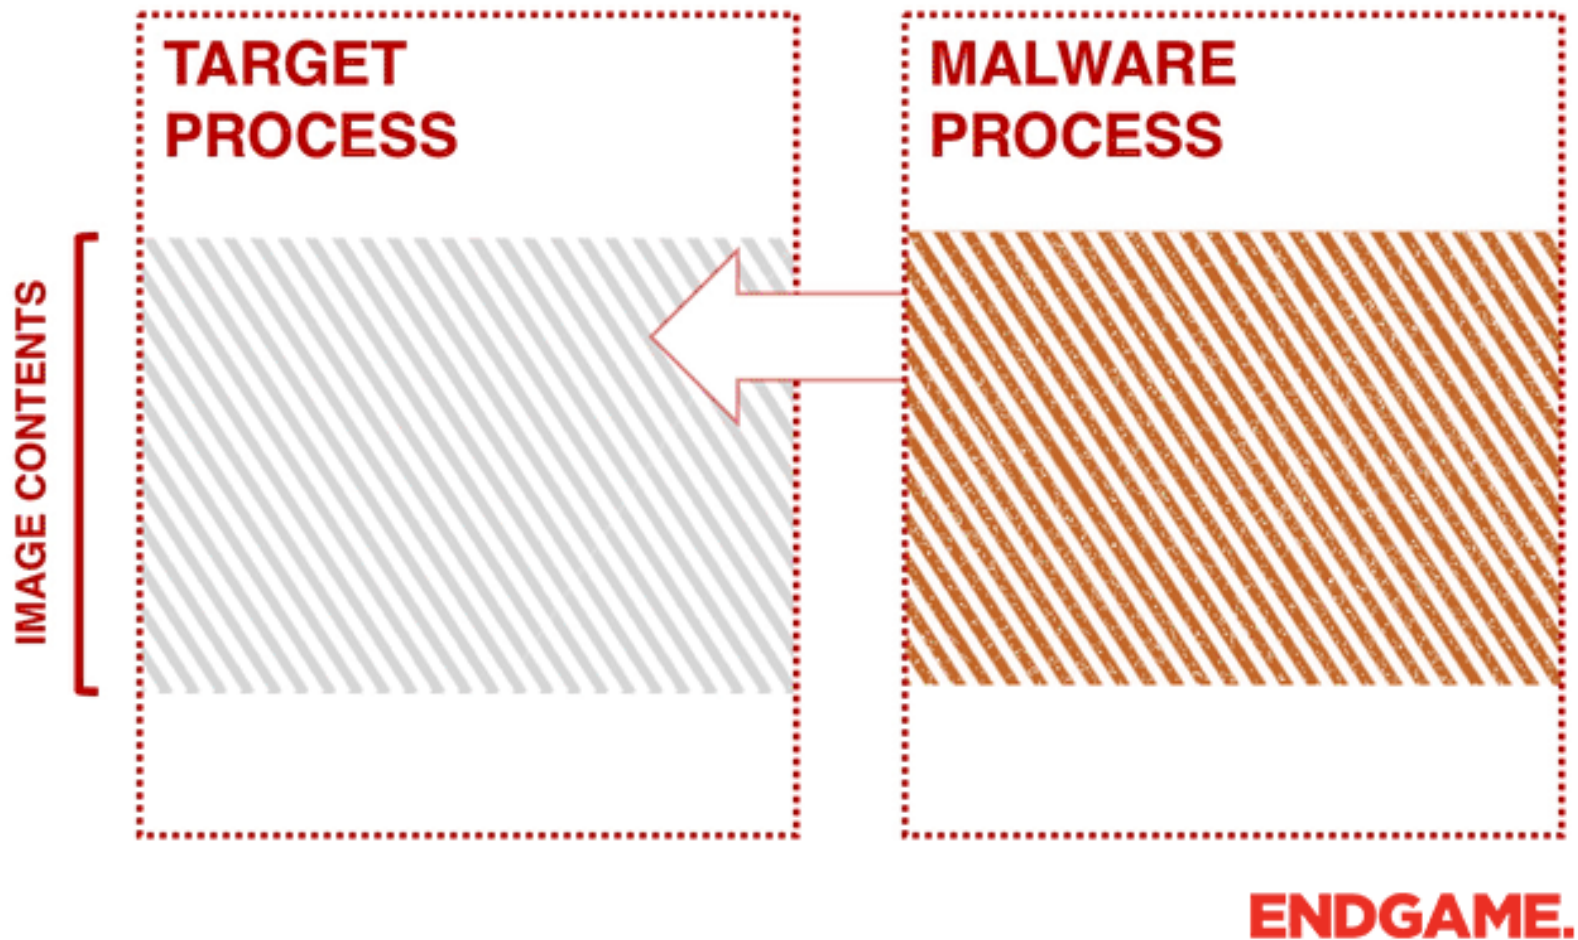 TARGET
PROCESS
MALWARE
PROCESS
IMAGE CONTENTS
ENDGAME.